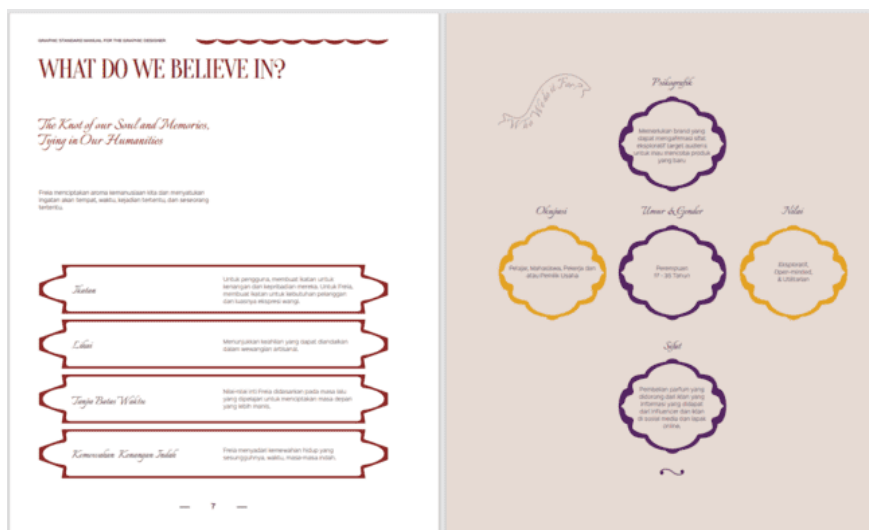 GRAPHIC STANDARD MANUAL FOR THE GRAPHIC DESIGNER
WHAT DO WE BELIEVE IN?
The Knot of our Soul and Memories,
Tying in Our Humanities
Freia menciptakan aroma kemanusiaan kita dan menyatukan
ingatan akan tempat, waktu, kejadian tertentu, dan seseorang
tertentu.
Ikatan
Untuk pengguna, membuat ikatan untuk
kenangan dan kepribadian mereka. Untuk Freia,
membuat ikatan untuk kebutuhan pelanggan
dan luasnya ekspresi wangi.
Lihai
Menunjukkan keahlian yang dapat diandalkan
dalam wewangian artisanal.
Tanpa Batas Waktu
Nilai-nilai inti Freia didasarkan pada masa lalu
yang dipelajari untuk menciptakan masa depan
yang lebih manis.
Kemewahan Kenangan Indah
Freia menyadari kemewahan hidup yang
sesungguhnya, waktu, masa-masa indah.
7
Psikografik
Menentukan brand yang
dapat mengafirmasi sifat
eksploratif target audiens
untuk mau mencoba produk
yang baru
Okupasi
Pelajar, Mahasiswa, Pekerja dan
atau Pemilik Usaha
Umur & Gender
Perempuan
17 - 35 Tahun
Nilai
Eksploratif,
Open-minded,
Sifat
Pembelian parfum yang
didorong dari iklan yang
informasi yang didapat
dari influencer dan iklan
di social media dan lapak
online.